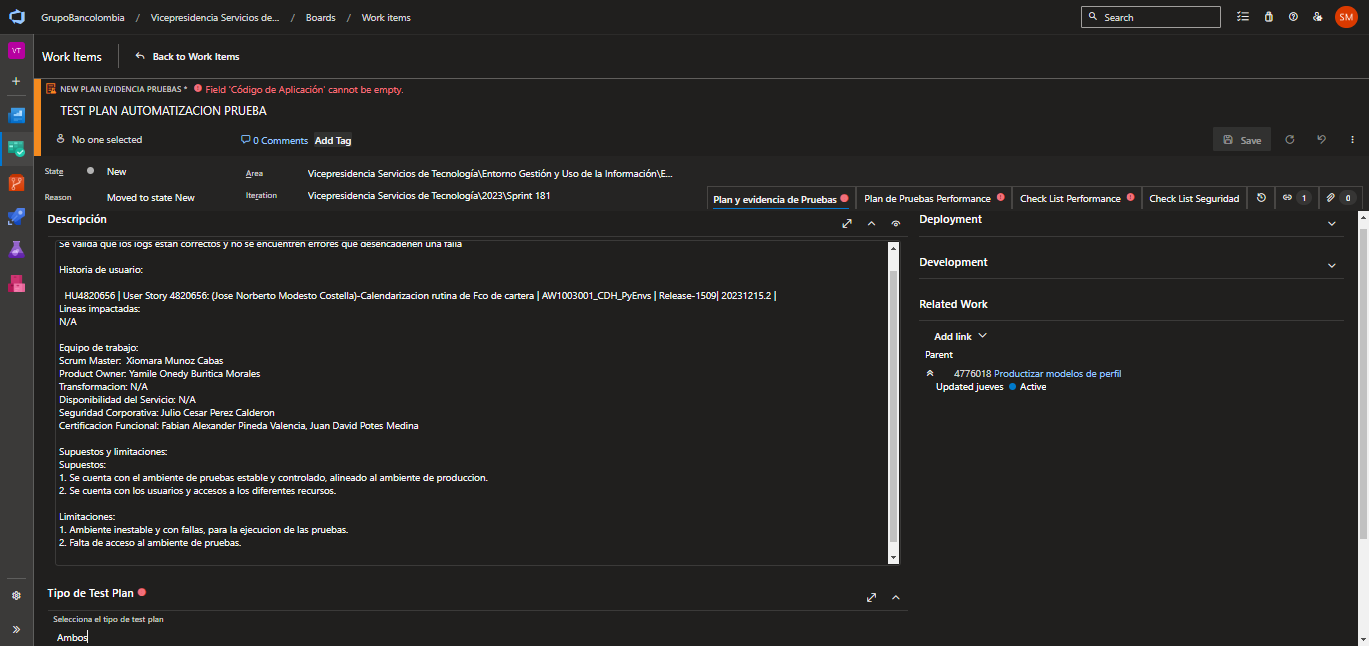 GrupoBancolombia / Vicepresidencia Servicios de... / Boards / Work items
Search
SM
VT
Work Items
Back to Work Items
NEW PLAN EVIDENCIA PRUEBAS * Field 'Código de Aplicación' cannot be empty.
TEST PLAN AUTOMATIZACION PRUEBA
No one selected
0 Comments
Add Tag
Save
State
New
Area
Vicepresidencia Servicios de Tecnología\Entorno Gestión y Uso de la Información\E...
Reason
Moved to state New
Iteration
Vicepresidencia Servicios de Tecnología\2023\Sprint 181
Plan y evidencia de Pruebas
Plan de Pruebas Performance
Check List Performance
Check List Seguridad
1
0
Descripción
Se valida que los logs estan correctos y no se encuentren errores que desencadenen una falla
Historia de usuario:
HU4820656 | User Story 4820656: (Jose Norberto Modesto Costella)-Calendarizacion rutina de Fco de cartera | AW1003001_CDH_PyEnvs | Release-1509| 20231215.2 |
Lineas impactadas:
N/A
Equipo de trabajo:
Scrum Master:  Xiomara Munoz Cabas
Product Owner: Yamile Onedy Buritica Morales
Transformacion: N/A
Disponibilidad del Servicio: N/A
Seguridad Corporativa: Julio Cesar Perez Calderon
Certificacion Funcional: Fabian Alexander Pineda Valencia, Juan David Potes Medina
Supuestos y limitaciones:
Supuestos:
1. Se cuenta con el ambiente de pruebas estable y controlado, alineado al ambiente de produccion.
2. Se cuenta con los usuarios y accesos a los diferentes recursos.
Limitaciones:
1. Ambiente inestable y con fallas, para la ejecucion de las pruebas.
2. Falta de acceso al ambiente de pruebas.
Tipo de Test Plan
Selecciona el tipo de test plan
Ambos
Deployment
Development
Related Work
Add link
Parent
4776018 Productizar modelos de perfil
Updated jueves
Active